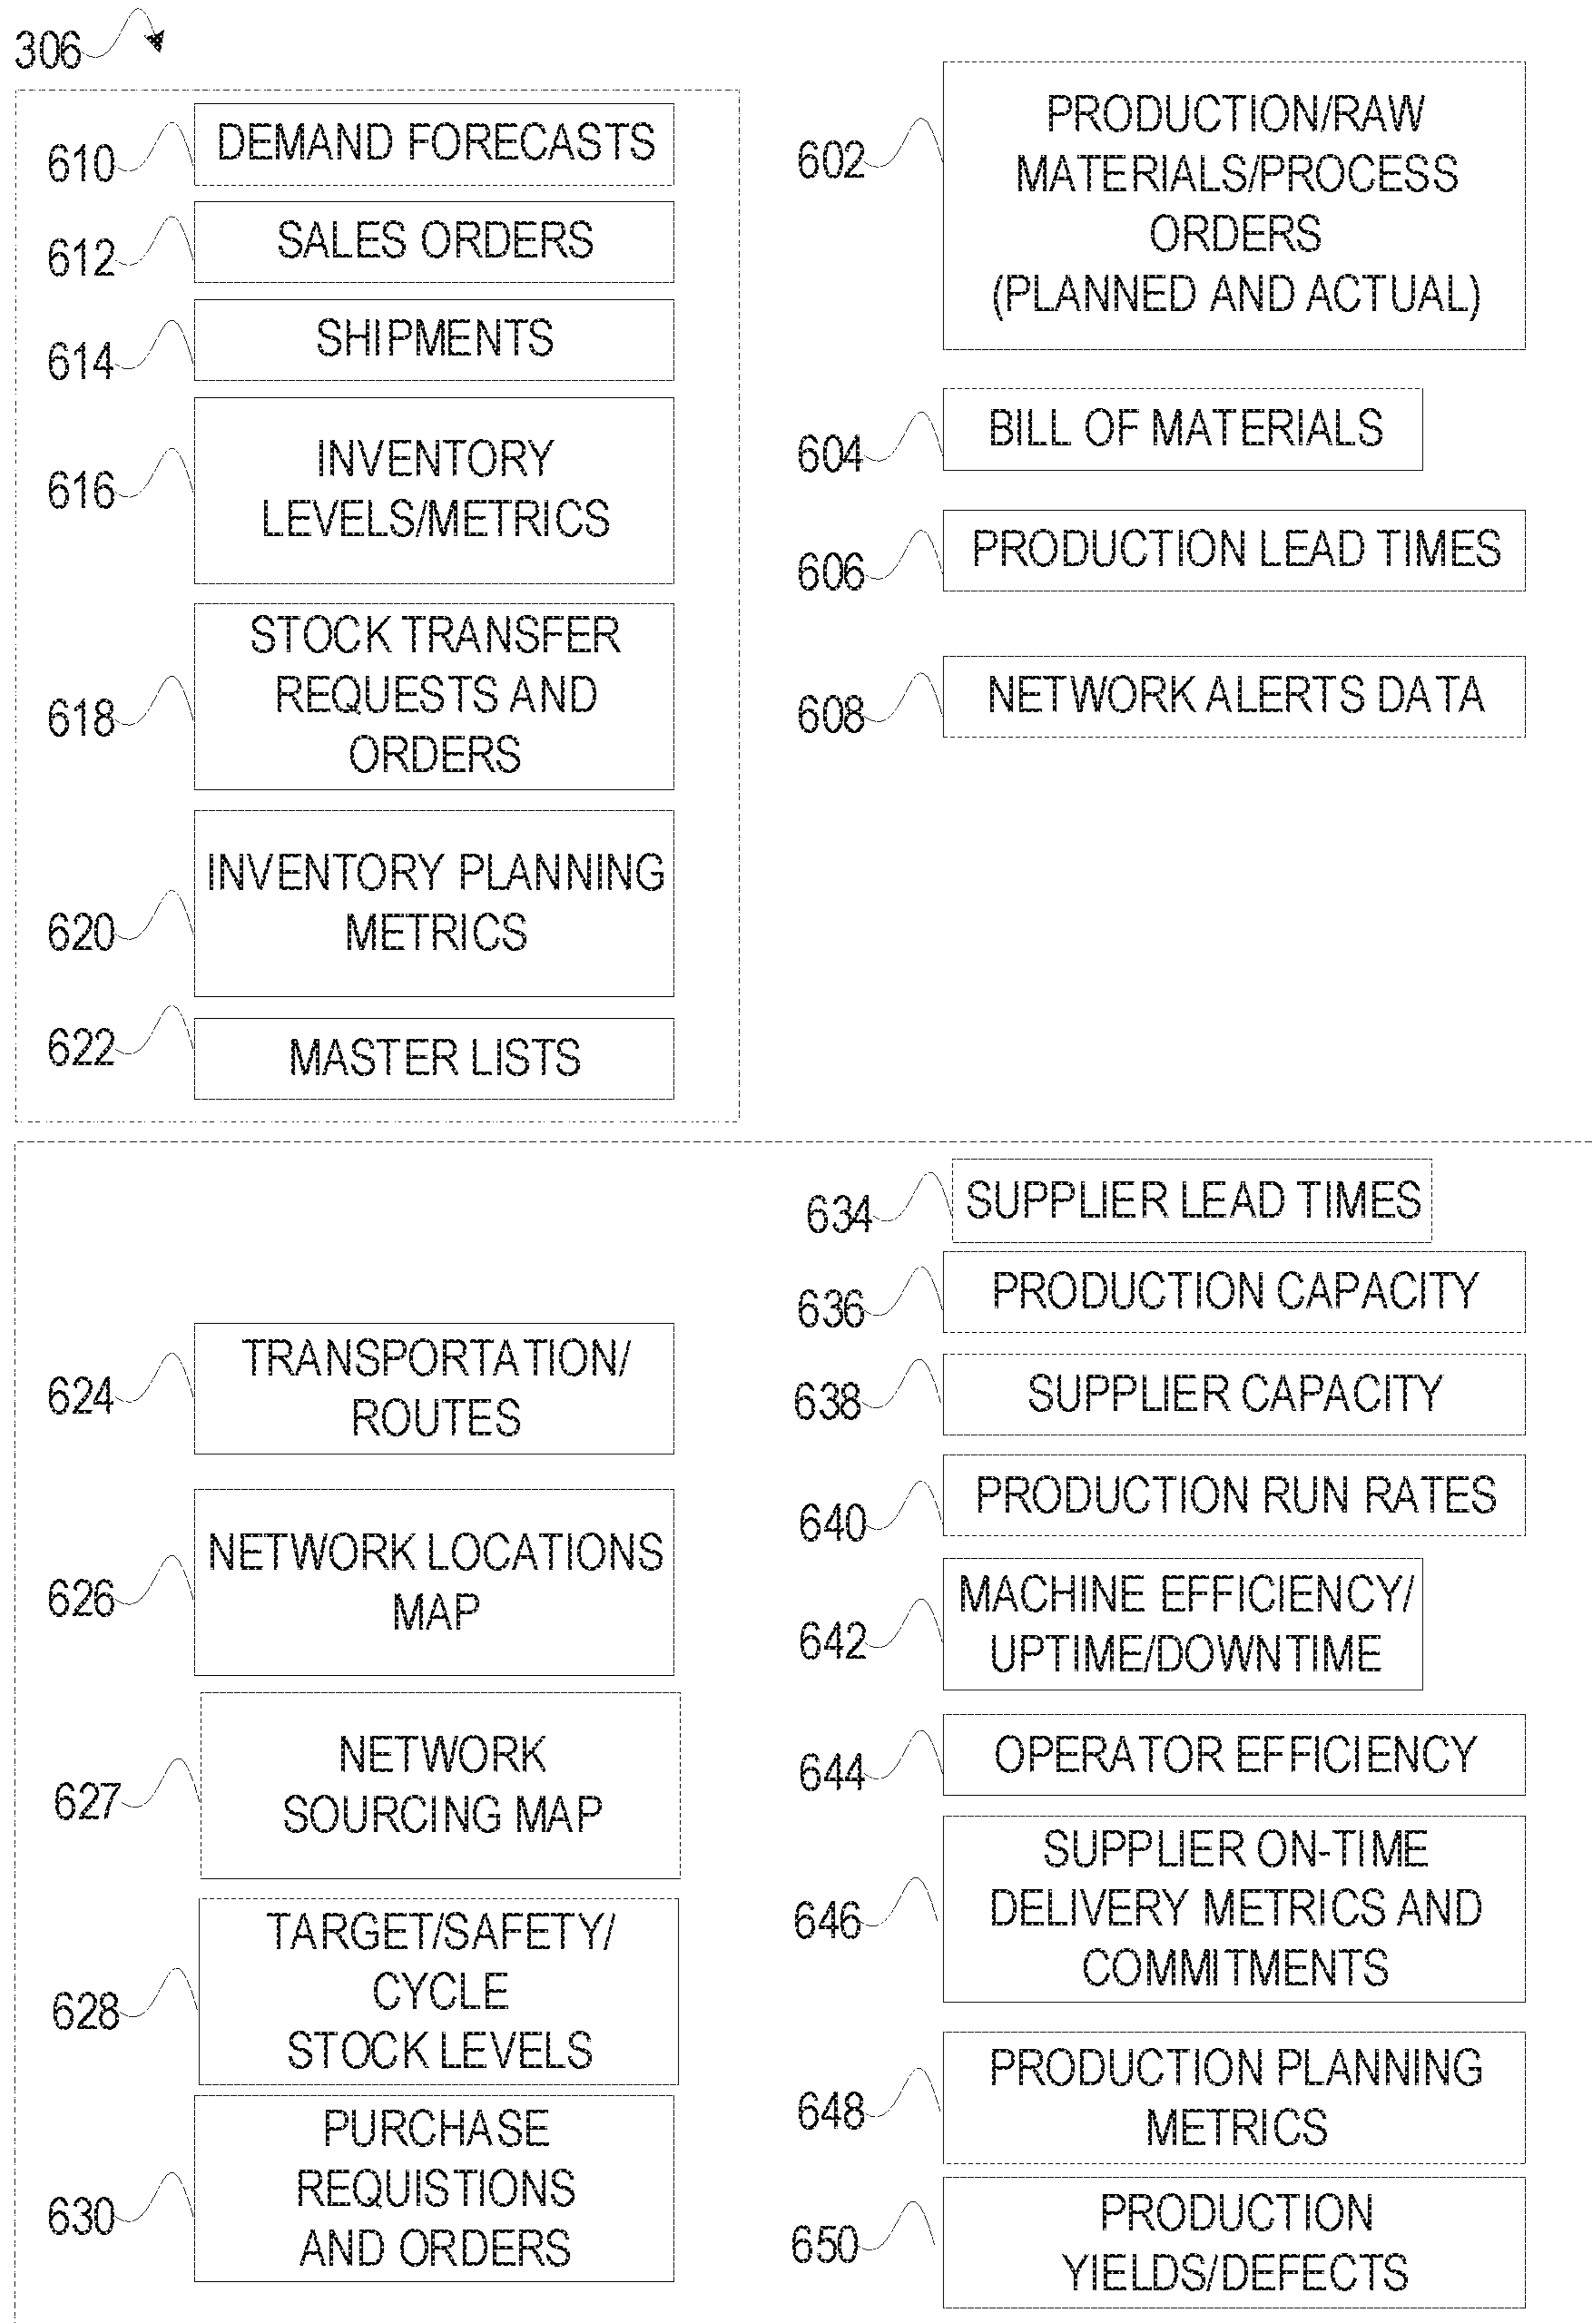 306
610
DEMAND FORECASTS
612
SALES ORDERS
614
SHIPMENTS
616
INVENTORY
LEVELS/METRICS
618
STOCK TRANSFER
REQUESTS AND
ORDERS
620
INVENTORY PLANNING
METRICS
622
MASTER LISTS
602
PRODUCTION/RAW
MATERIALS/PROCESS
ORDERS
(PLANNED AND ACTUAL)
604
BILL OF MATERIALS
606
PRODUCTION LEAD TIMES
608
NETWORK ALERTS DATA
624
TRANSPORTATION/
ROUTES
626
NETWORK LOCATIONS
MAP
627
NETWORK
SOURCING MAP
628
TARGET/SAFETY/
CYCLE
STOCK LEVELS
630
PURCHASE
REQUISTIONS
AND ORDERS
634
SUPPLIER LEAD TIMES
636
PRODUCTION CAPACITY
638
SUPPLIER CAPACITY
640
PRODUCTION RUN RATES
642
MACHINE EFFICIENCY/
UPTIME/DOWNTIME
644
OPERATOR EFFICIENCY
646
SUPPLIER ON-TIME
DELIVERY METRICS AND
COMMITMENTS
648
PRODUCTION PLANNING
METRICS
650
PRODUCTION
YIELDS/DEFECTS